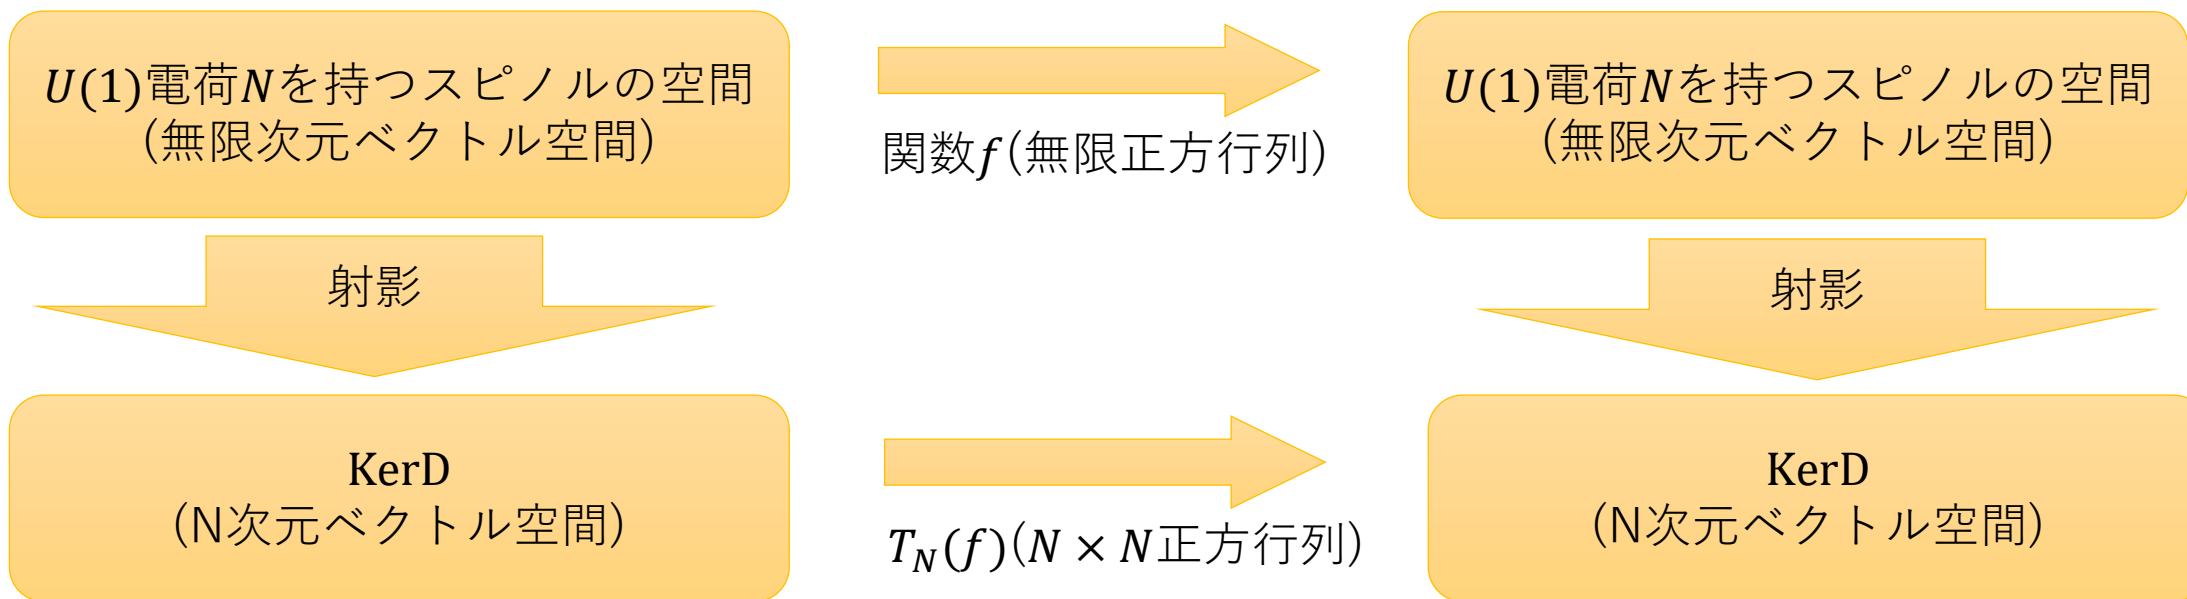 U(1)電荷Nを持つスピノルの空間
(無限次元ベクトル空間)
関数f(無限正方行列)
U(1)電荷Nを持つスピノルの空間
(無限次元ベクトル空間)
射影
射影
KerD
(N次元ベクトル空間)
T_N(f)(N × N正方行列)
KerD
(N次元ベクトル空間)